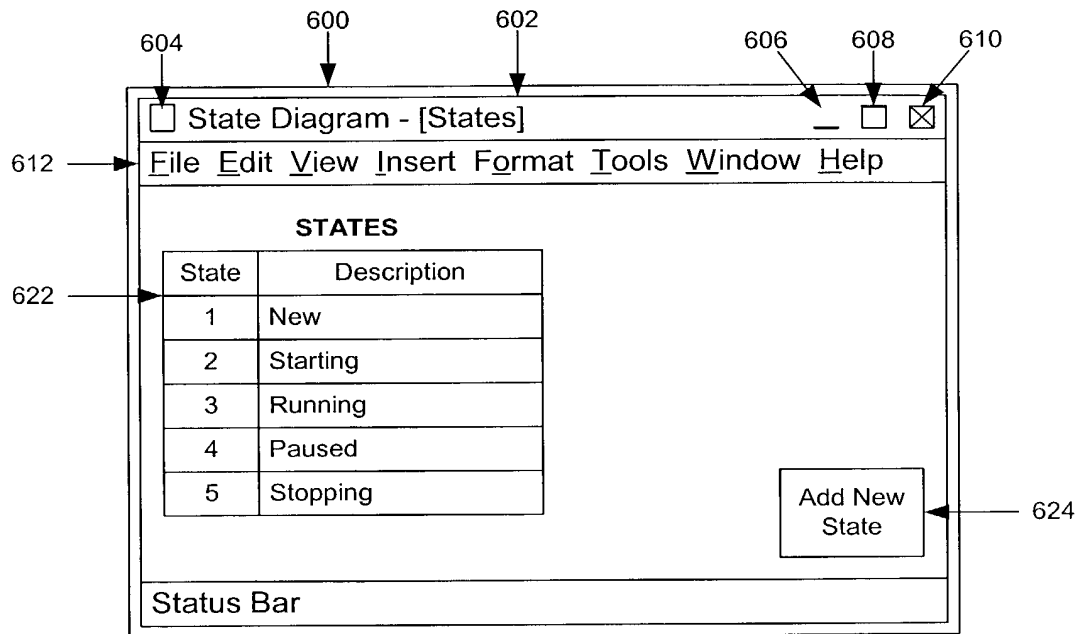 600
602
604
606
608
610
State Diagram - [States]
612
File Edit View Insert Format Tools Window Help
STATES
State Description
622
1 New
2 Starting
3 Running
4 Paused
5 Stopping
Add New
State
624
Status Bar